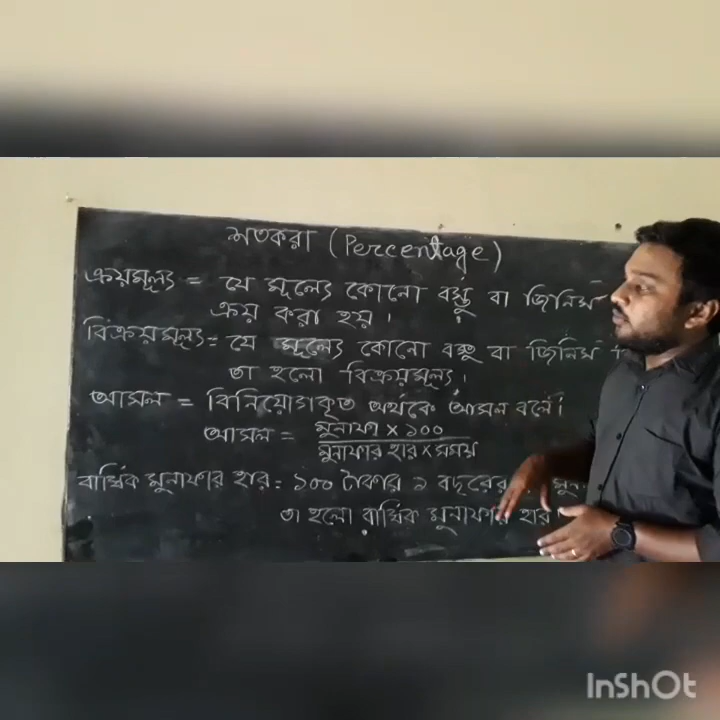 শতকরা (Percentage)
ক্রয়মূল্য = যে মূল্যে কোনো বস্তু বা জিনিস
ক্রয় করা হয়।
বিক্রয়মূল্য = যে মূল্যে কোনো বস্তু বা জিনিস
তা হলো বিক্রয়মূল্য।
আসল = বিনিয়োগকৃত অর্থকে আসল বলে।
আসল = মুনাফা × ১০০
মুনাফার হার × সময়
বার্ষিক মুনাফার হার = ১০০ টাকার ১ বছরের
তা হলো বার্ষিক মুনাফার হার
InShOt